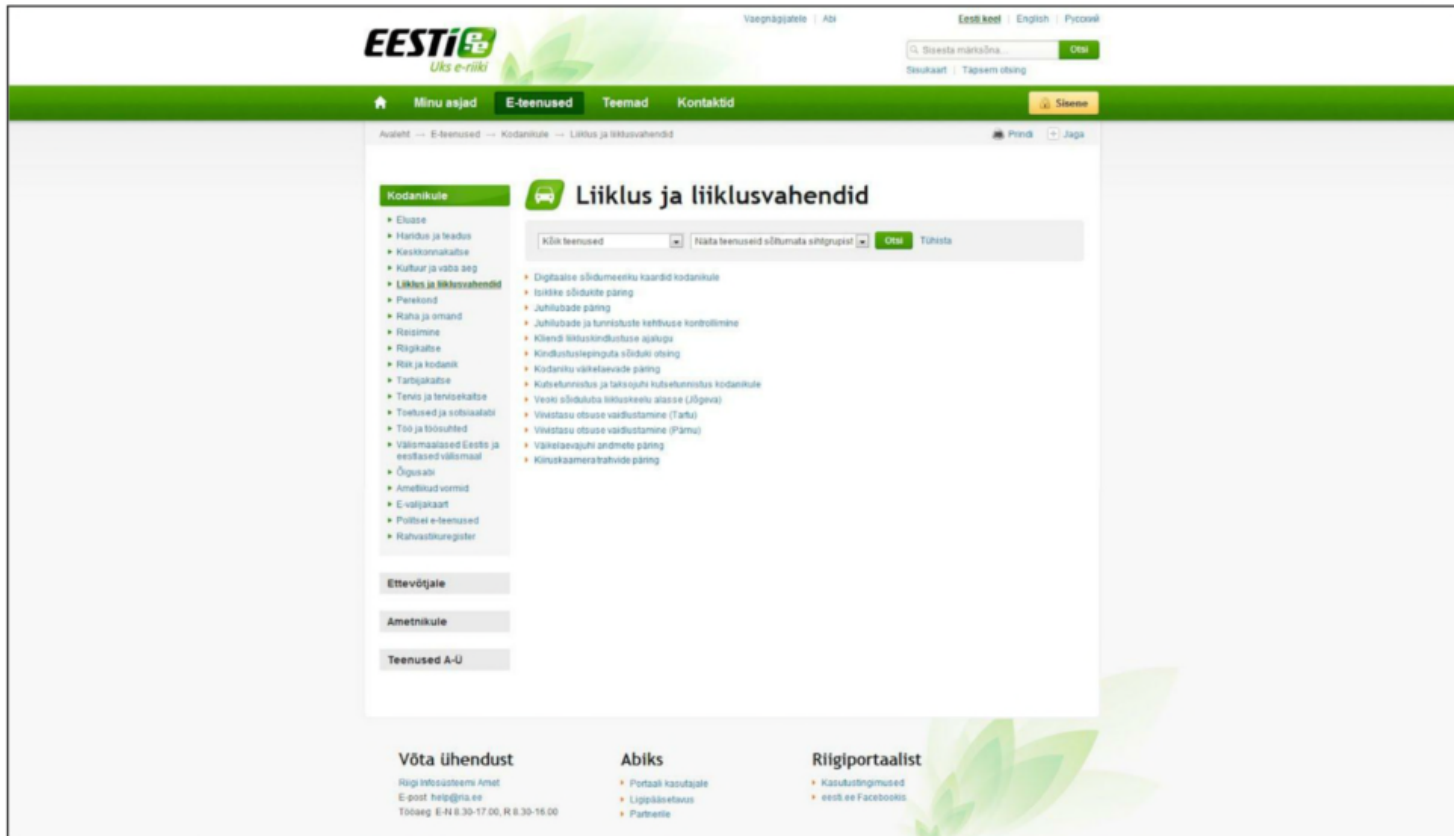 Vaegnägijatele | Abi
Eesti keel | English | Русский
EESTi e e
Uks e-riiki
Sisesta märksõna...
Otsi
Sisukaart | Täpsem otsing
Minu asjad
E-teenused
Teemad
Kontaktid
Sisene
Avaleht → E-teenused → Kodanikule → Liiklus ja liiklusvahendid
Prindi
Jaga
Kodanikule
Eluase
Haridus ja teadus
Keskkonnakaitse
Kultuur ja vaba aeg
Liiklus ja liiklusvahendid
Perekond
Raha ja omand
Reisimine
Riigikaitse
Riik ja kodanik
Tarbijakaitse
Tervis ja tervisekaitse
Toetused ja sotsiaalabi
Töö ja töösuhted
Välismaalased Eestis ja
eestlased välismaal
Õigusabi
Ametlikud vormid
E-valijakaart
Politsei e-teenused
Rahvastikuregister
Ettevõtjale
Ametnikule
Teenused A-Ü
Liiklus ja liiklusvahendid
Kõik teenused
Näita teenuseid sõltumata sihtgrupist
Otsi
Tühista
Digitaalse sõidumeeriku kaardid kodanikule
Isiklike sõidukite päring
Juhilubade päring
Juhilubade ja tunnistuste kehtivuse kontrollimine
Kliendi liikluskindlustuse ajalugu
Kindlustuslepinguta sõiduki otsing
Kodaniku väikelaevade päring
Kutsetunnistus ja taksojuhi kutsetunnistus kodanikule
Veoki sõiduluba liikluskeelu alasse (Jõgeva)
Viivistasu otsuse vaidlustamine (Tartu)
Viivistasu otsuse vaidlustamine (Pärnu)
Väikelaevajuhi andmete päring
Kiiruskaamera trahvide päring
Võta ühendust
Riigi Infosüsteemi Amet
E-post help@ria.ee
Tööaeg E-N 8.30-17.00, R 8.30-16.00
Abiks
Portaali kasutajale
Ligipääsetavus
Partnerile
Riigiportaalist
Kasutustingimused
eesti.ee Facebookis